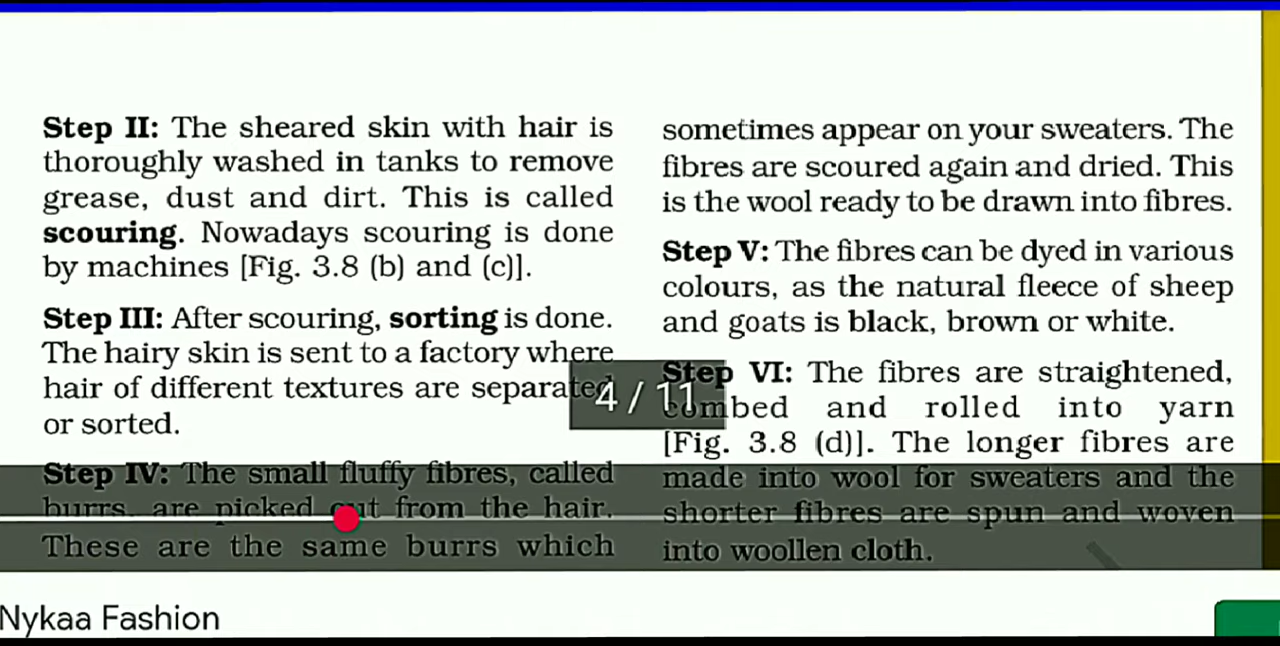 Step II: The sheared skin with hair is
thoroughly washed in tanks to remove
grease, dust and dirt. This is called
scouring. Nowadays scouring is done
by machines [Fig. 3.8 (b) and (c)].
Step III: After scouring, sorting is done.
The hairy skin is sent to a factory where
hair of different textures are separated
or sorted.
Step IV: The small fluffy fibres, called
burrs, are picked out from the hair.
These are the same burrs which
sometimes appear on your sweaters. The
fibres are scoured again and dried. This
is the wool ready to be drawn into fibres.
Step V: The fibres can be dyed in various
colours, as the natural fleece of sheep
and goats is black, brown or white.
Step VI: The fibres are straightened,
combed and rolled into yarn
[Fig. 3.8 (d)]. The longer fibres are
made into wool for sweaters and the
shorter fibres are spun and woven
into woollen cloth.
4 / 11
Nykaa Fashion